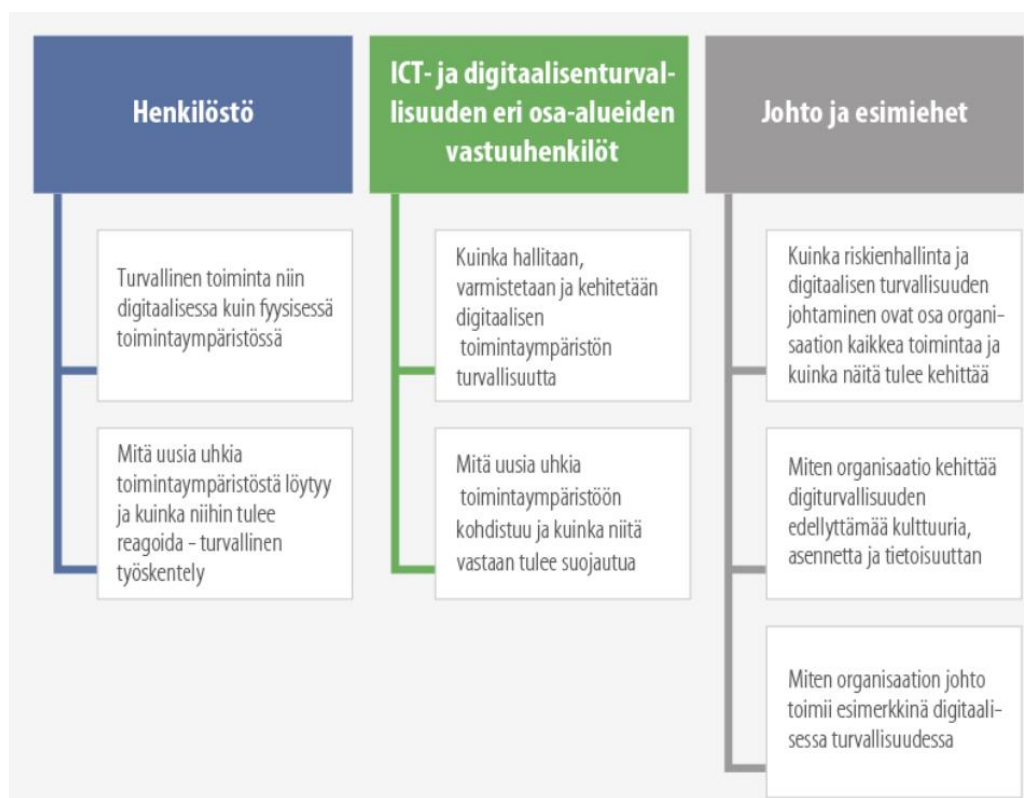 Henkilöstö
Turvallinen toiminta niin
digitaalisessa kuin fyysisessä
toimintaympäristössä
Mitä uusia uhkia
toimintaympäristöstä löytyy
ja kuinka niihin tulee
reagoida – turvallinen
työskentely
ICT- ja digitaalisenturval-
lisuuden eri osa-alueiden
vastuuhenkilöt
Kuinka hallitaan,
varmistetaan ja kehitetään
digitaalisen
toimintaympäristön
turvallisuutta
Mitä uusia uhkia
toimintaympäristöön
kohdistuu ja kuinka niitä
vastaan tulee suojautua
Johto ja esimiehet
Kuinka riskienhallinta ja
digitaalisen turvallisuuden
johtaminen ovat osa organi-
saation kaikkea toimintaa ja
kuinka näitä tulee kehittää
Miten organisaatio kehittää
digiturvallisuuden
edellyttämää kulttuuria,
asennetta ja tietoisuuttan
Miten organisaation johto
toimii esimerkkinä digitaali-
sessa turvallisuudessa